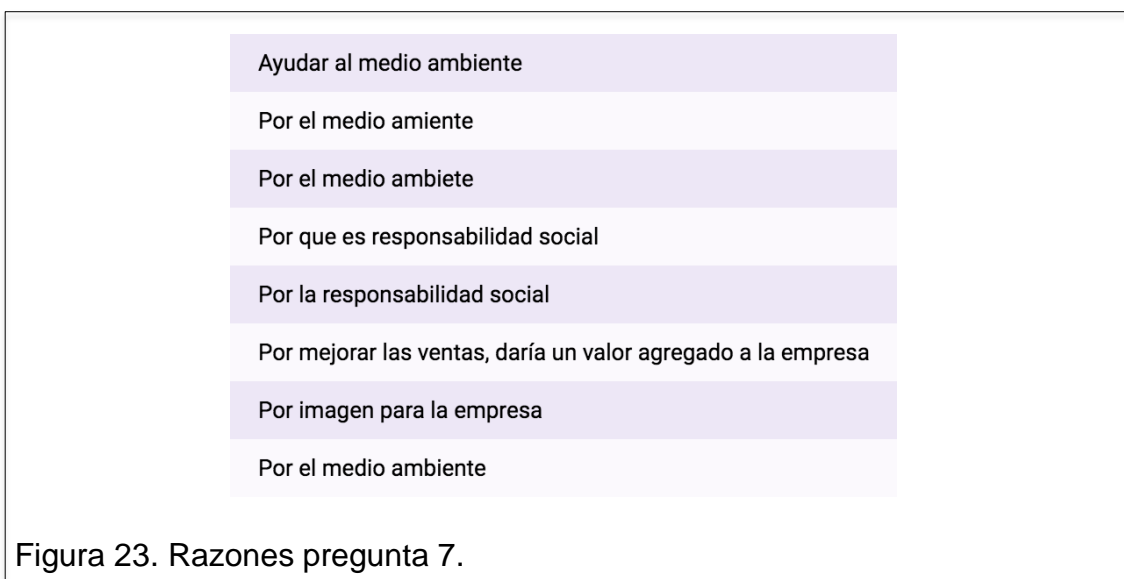 Ayudar al medio ambiente
Por el medio amiente
Por el medio ambiete
Por que es responsabilidad social
Por la responsabilidad social
Por mejorar las ventas, daría un valor agregado a la empresa
Por imagen para la empresa
Por el medio ambiente
Figura 23. Razones pregunta 7.